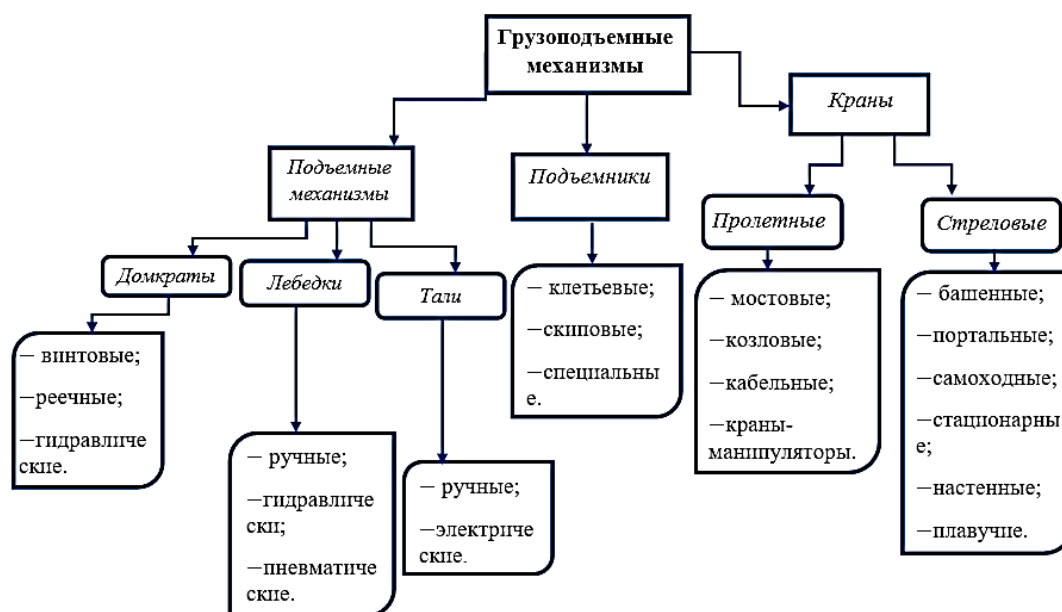 Грузоподъемные
механизмы
Краны
Подъемные
механизмы
Подъемники
Пролетные
Стреловые
Домкраты
Лебедки
Тали
— винтовые;
—реечные;
—гидравличе
ские.
— ручные;
—гидравличе
ски;
—пневматиче
ские.
— ручные;
—электриче
ские.
— клетьевые;
—скиповые;
—специальны
е.
— мостовые;
—козловые;
—кабельные;
—краны-
манипуляторы.
— башенные;
—портальные;
—самоходные;
—стационарны
е;
—настенные;
—плавучие.